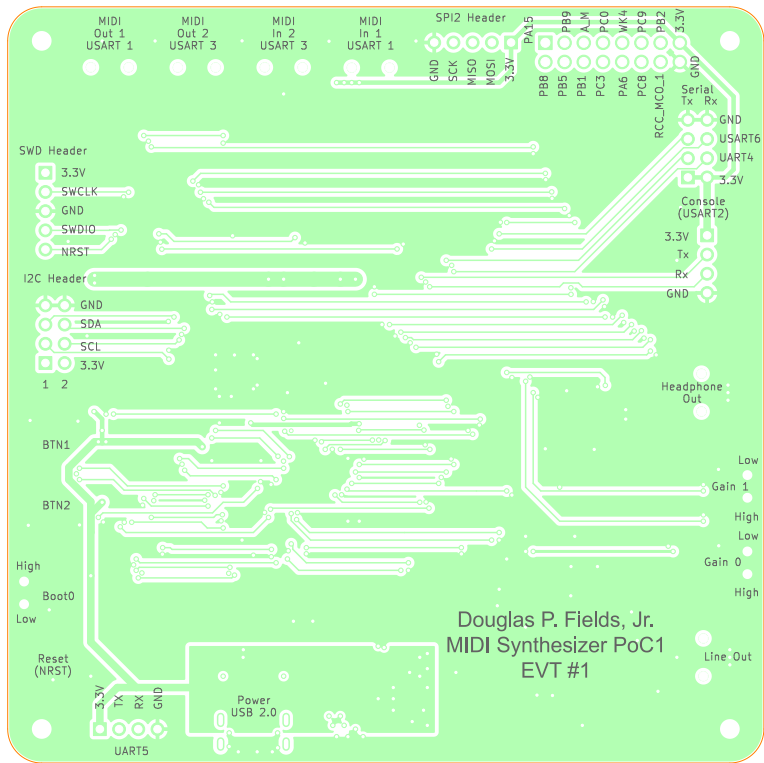 MIDI
Out 1
USART 1
MIDI
Out 2
USART 3
MIDI
In 2
USART 3
MIDI
In 1
USART 1
SPI2 Header
GND
SCK
MISO
MOSI
3.3V
PA15
PB9
A_M
PC0
WK4
PC9
PB2
3.3V
PB8
PB5
PB1
PC3
PA6
PC8
RCC_MCO_1
GND
Serial
Tx Rx
GND
USART6
UART4
3.3V
SWD Header
3.3V
SWCLK
GND
SWDIO
NRST
Console
(USART2)
3.3V
Tx
Rx
GND
I2C Header
GND
SDA
SCL
3.3V
1 2
Headphone
Out
BTN1
BTN2
Low
Gain 1
High
Low
Gain 0
High
High
Boot0
Low
Douglas P. Fields, Jr.
MIDI Synthesizer PoC1
EVT #1
Line Out
Reset
(NRST)
3.3V
TX
RX
GND
UART5
Power
USB 2.0